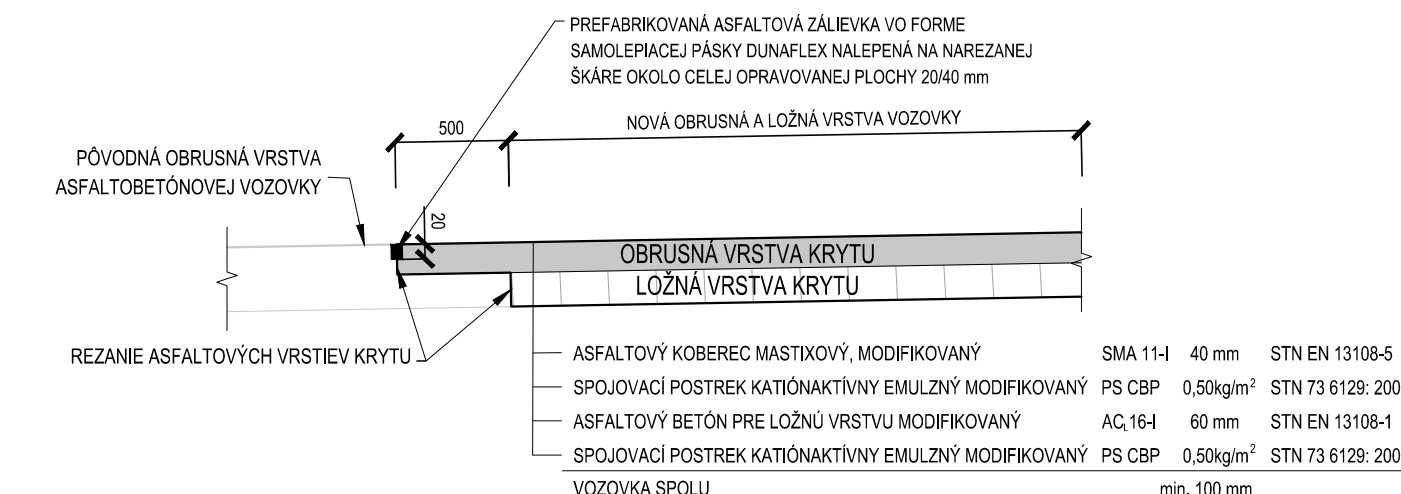 PREFABRIKOVANÁ ASFALTOVÁ ZÁLIEVKA VO FORME
SAMOLEPIACEJ PÁSKY DUNAFLEX NALEPENÁ NA NAREZANEJ
ŠKÁRE OKOLO CELEJ OPRAVOVANEJ PLOCHY 20/40 mm
500
NOVÁ OBRUSNÁ A LOŽNÁ VRSTVA VOZOVKY
PÔVODNÁ OBRUSNÁ VRSTVA
ASFALTOBETÓNOVEJ VOZOVKY
20
OBRUSNÁ VRSTVA KRYTU
LOŽNÁ VRSTVA KRYTU
REZANIE ASFALTOVÝCH VRSTIEV KRYTU
ASFALTOVÝ KOBEREC MASTIXOVÝ, MODIFIKOVANÝ SMA 11-I 40 mm STN EN 13108-5
SPOJOVACÍ POSTREK KATIÓNAKTÍVNY EMULZNÝ MODIFIKOVANÝ PS CBP 0,50kg/m² STN 73 6129: 200
ASFALTOVÝ BETÓN PRE LOŽNÚ VRSTVU MODIFIKOVANÝ AC L 16-I 60 mm STN EN 13108-1
SPOJOVACÍ POSTREK KATIÓNAKTÍVNY EMULZNÝ MODIFIKOVANÝ PS CBP 0,50kg/m² STN 73 6129: 200
VOZOVKA SPOLU min. 100 mm